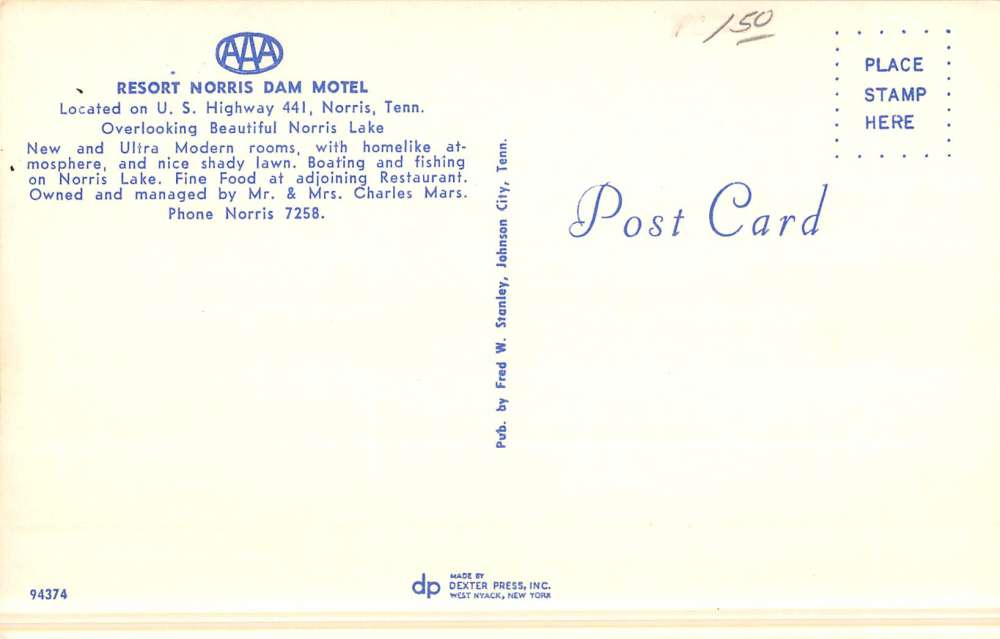 150
AAA
RESORT NORRIS DAM MOTEL
Located on U. S. Highway 441, Norris, Tenn.
Overlooking Beautiful Norris Lake
New and Ultra Modern rooms, with homelike at-
mosphere, and nice shady lawn. Boating and fishing
on Norris Lake. Fine Food at adjoining Restaurant.
Owned and managed by Mr. & Mrs. Charles Mars.
Phone Norris 7258.
Pub. by Fred W. Stanley, Johnson City, Tenn.
PLACE
STAMP
HERE
Post Card
94374
dp
MADE BY
DEXTER PRESS, INC.
WEST NYACK, NEW YORK